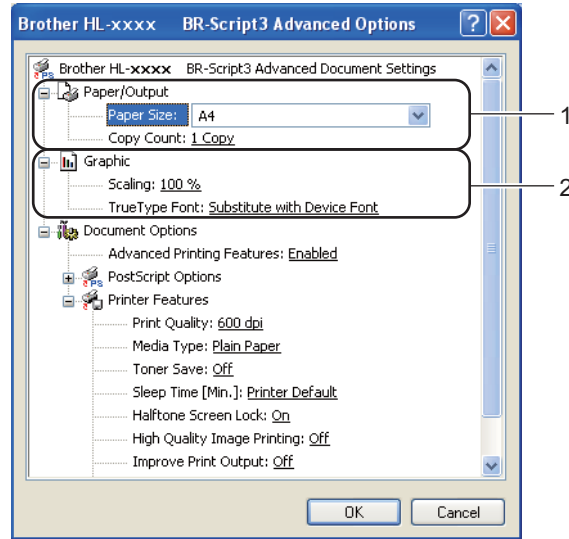 Brother HL-xxxx BR-Script3 Advanced Options
Brother HL-xxxx BR-Script3 Advanced Document Settings
Paper/Output
Paper Size: A4
1
Copy Count: 1 Copy
Graphic
Scaling: 100 %
2
TrueType Font: Substitute with Device Font
Document Options
Advanced Printing Features: Enabled
PS PostScript Options
Printer Features
Print Quality: 600 dpi
Media Type: Plain Paper
Toner Save: Off
Sleep Time [Min.]: Printer Default
Halftone Screen Lock: On
High Quality Image Printing: Off
Improve Print Output: Off
OK Cancel